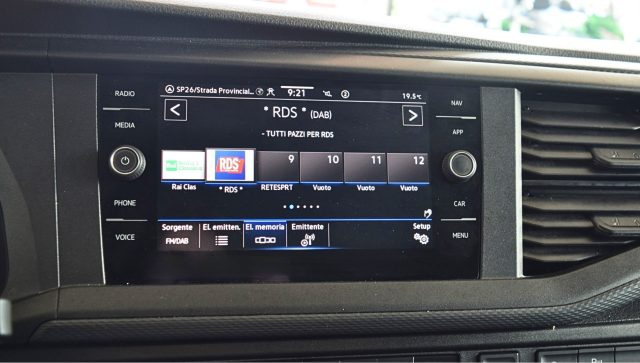 RADIO
MEDIA
PHONE
VOICE
SP26/Strada Provincial... 9:21 19.5°C
* RDS * (DAB)
- TUTTI PAZZI PER RDS
RDS 9 10 11 12
Rai Clas * RDS * RETESPRT Vuoto Vuoto Vuoto
Sorgente El. emitten. El. memoria Emittente Setup
FM/DAB
NAV
APP
CAR
MENU